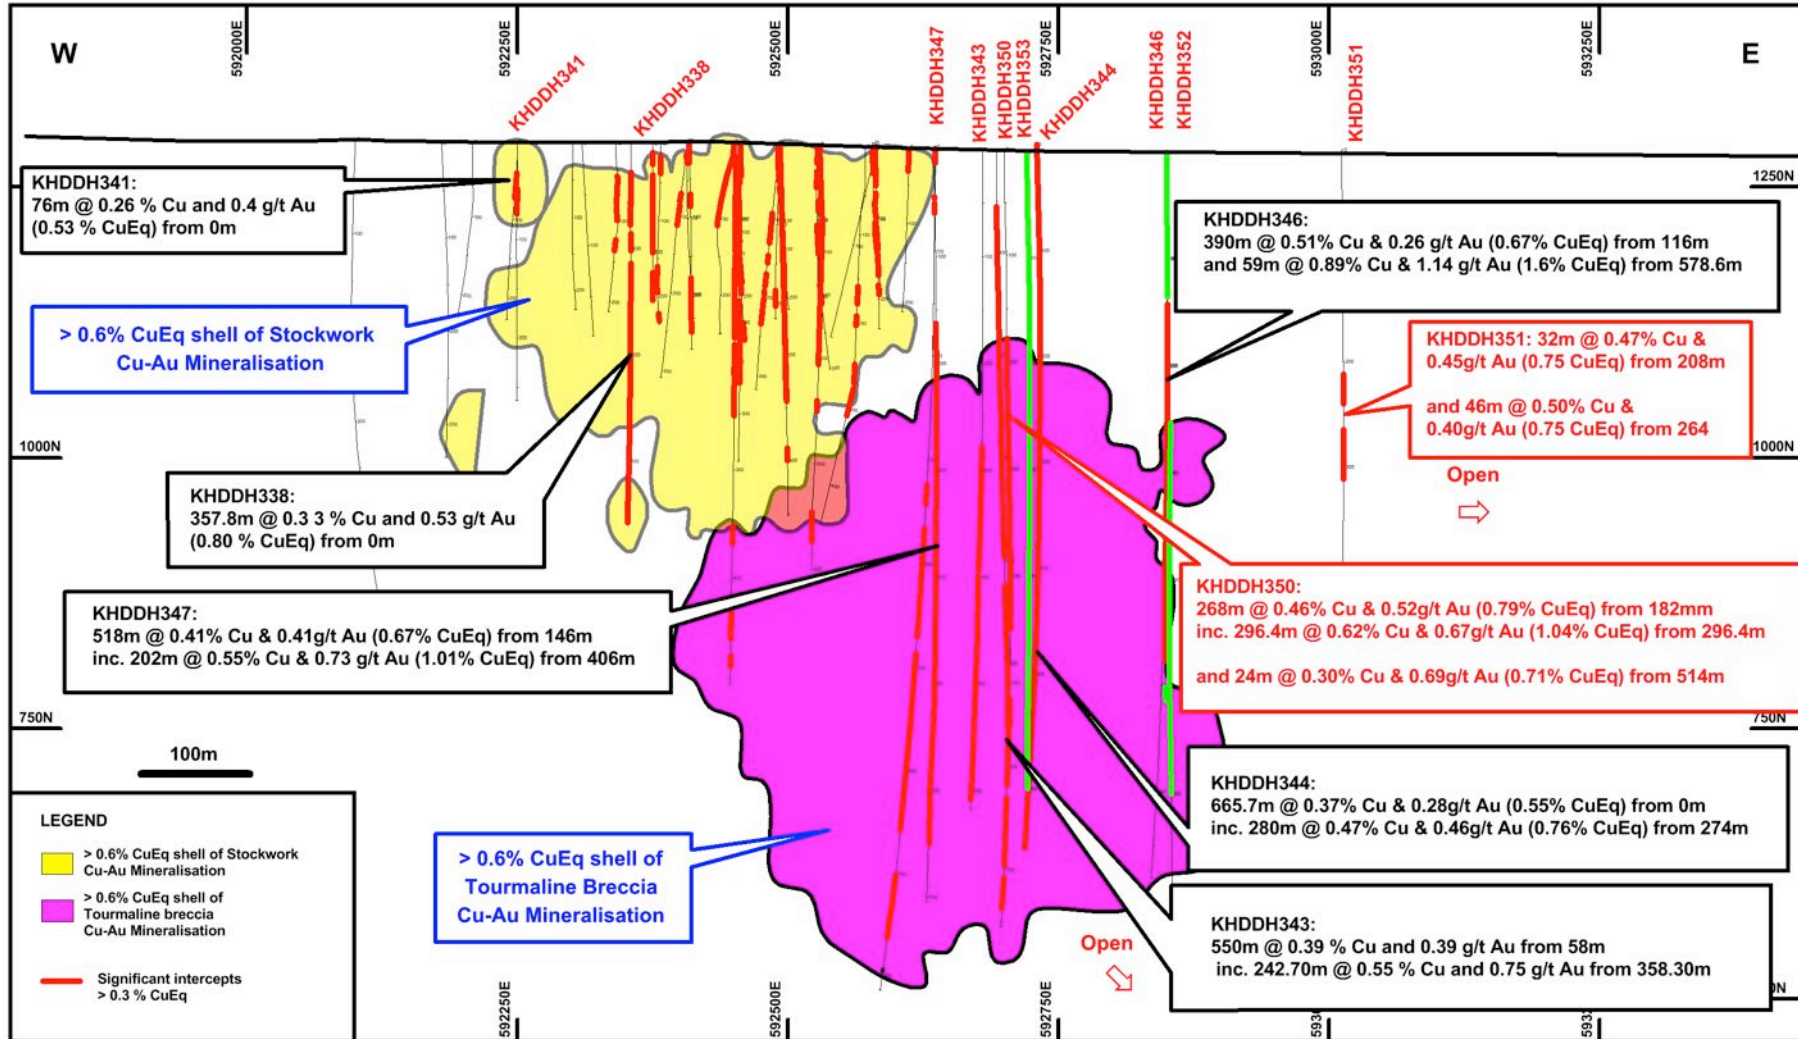 W
E
592000E
592250E
592500E
592750E
593000E
593250E
KHDDH341
KHDDH338
KHDDH347
KHDDH343
KHDDH350
KHDDH353
KHDDH344
KHDDH346
KHDDH352
KHDDH351
1250N
KHDDH341:
76m @ 0.26 % Cu and 0.4 g/t Au
(0.53 % CuEq) from 0m
KHDDH346:
390m @ 0.51% Cu & 0.26 g/t Au (0.67% CuEq) from 116m
and 59m @ 0.89% Cu & 1.14 g/t Au (1.6% CuEq) from 578.6m
> 0.6% CuEq shell of Stockwork
Cu-Au Mineralisation
KHDDH351: 32m @ 0.47% Cu &
0.45g/t Au (0.75 CuEq) from 208m
and 46m @ 0.50% Cu &
0.40g/t Au (0.75 CuEq) from 264
1000N
1000N
Open
KHDDH338:
357.8m @ 0.3 3 % Cu and 0.53 g/t Au
(0.80 % CuEq) from 0m
KHDDH350:
268m @ 0.46% Cu & 0.52g/t Au (0.79% CuEq) from 182mm
inc. 296.4m @ 0.62% Cu & 0.67g/t Au (1.04% CuEq) from 296.4m
and 24m @ 0.30% Cu & 0.69g/t Au (0.71% CuEq) from 514m
KHDDH347:
518m @ 0.41% Cu & 0.41g/t Au (0.67% CuEq) from 146m
inc. 202m @ 0.55% Cu & 0.73 g/t Au (1.01% CuEq) from 406m
750N
750N
100m
KHDDH344:
665.7m @ 0.37% Cu & 0.28g/t Au (0.55% CuEq) from 0m
inc. 280m @ 0.47% Cu & 0.46g/t Au (0.76% CuEq) from 274m
LEGEND
> 0.6% CuEq shell of Stockwork
Cu-Au Mineralisation
> 0.6% CuEq shell of
Tourmaline breccia
Cu-Au Mineralisation
Significant intercepts
> 0.3 % CuEq
> 0.6% CuEq shell of
Tourmaline Breccia
Cu-Au Mineralisation
KHDDH343:
550m @ 0.39 % Cu and 0.39 g/t Au from 58m
inc. 242.70m @ 0.55 % Cu and 0.75 g/t Au from 358.30m
Open
592250E
592500E
592750E